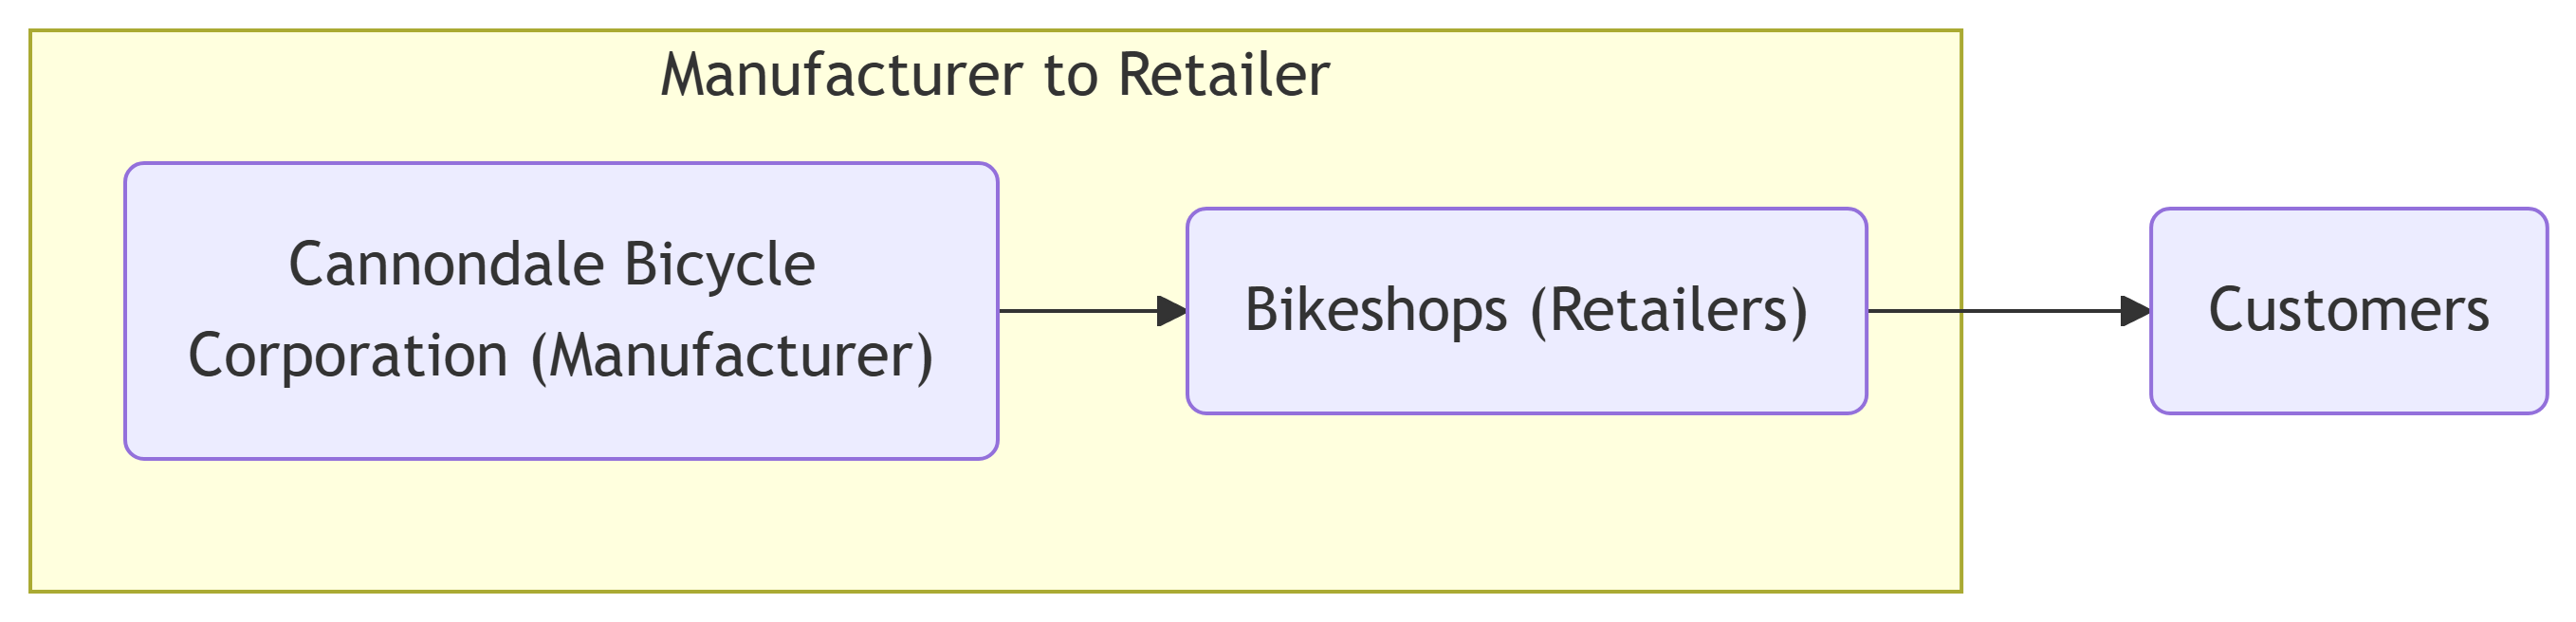 Manufacturer to Retailer
Cannondale Bicycle
Corporation (Manufacturer)
Bikeshops (Retailers)
Customers